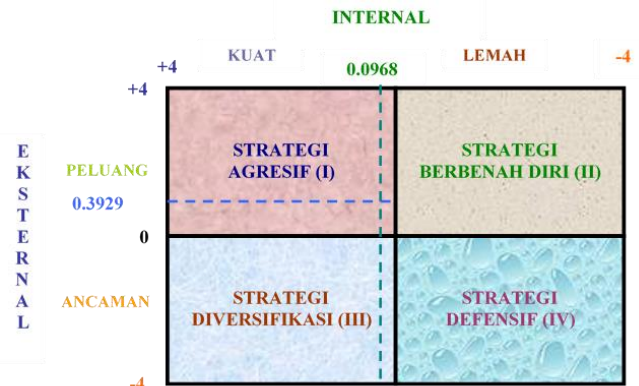 INTERNAL
KUAT
LEMAH
+4
0.0968
-4
+4
EKSTERNAL
PELUANG
0.3929
0
ANCAMAN
-4
STRATEGI
AGRESIF (I)
STRATEGI
BERBENAH DIRI (II)
STRATEGI
DIVERSIFIKASI (III)
STRATEGI
DEFENSIF (IV)